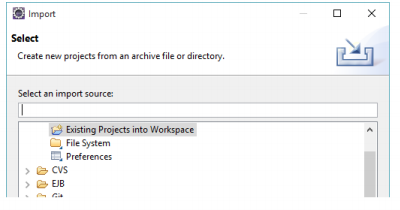 Import
Select
Create new projects from an archive file or directory.
Select an import source:
Existing Projects into Workspace
File System
Preferences
CVS
EJB
Git